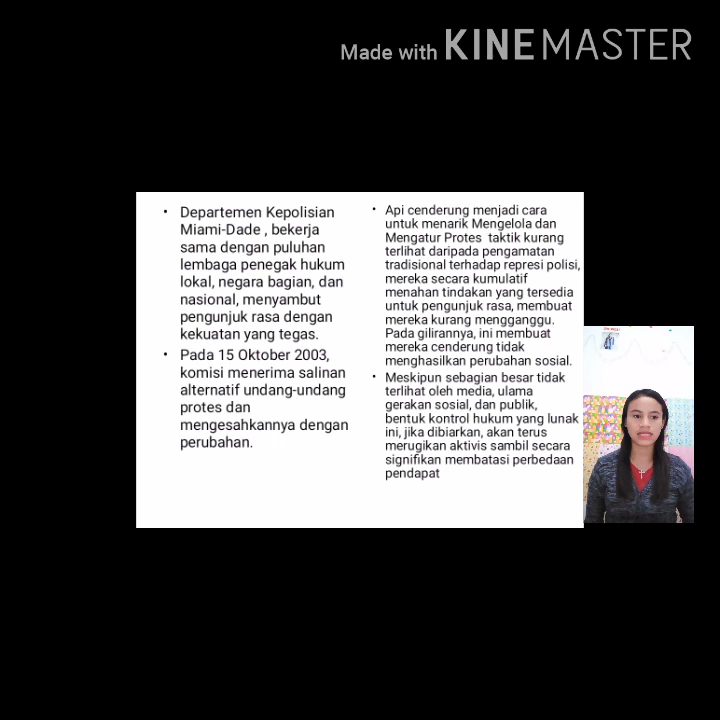 Made with KINEMASTER
• Departemen Kepolisian
Miami-Dade , bekerja
sama dengan puluhan
lembaga penegak hukum
lokal, negara bagian, dan
nasional, menyambut
pengunjuk rasa dengan
kekuatan yang tegas.
• Pada 15 Oktober 2003,
komisi menerima salinan
alternatif undang-undang
protes dan
mengesahkannya dengan
perubahan.
• Api cenderung menjadi cara
untuk menarik Mengelola dan
Mengatur Protes taktik kurang
terlihat daripada pengamatan
tradisional terhadap represi polisi,
mereka secara kumulatif
menahan tindakan yang tersedia
untuk pengunjuk rasa, membuat
mereka kurang mengganggu.
Pada gilirannya, ini membuat
mereka cenderung tidak
menghasilkan perubahan sosial.
• Meskipun sebagian besar tidak
terlihat oleh media, ulama
gerakan sosial, dan publik,
bentuk kontrol hukum yang lunak
ini, jika dibiarkan, akan terus
merugikan aktivis sambil secara
signifikan membatasi perbedaan
pendapat